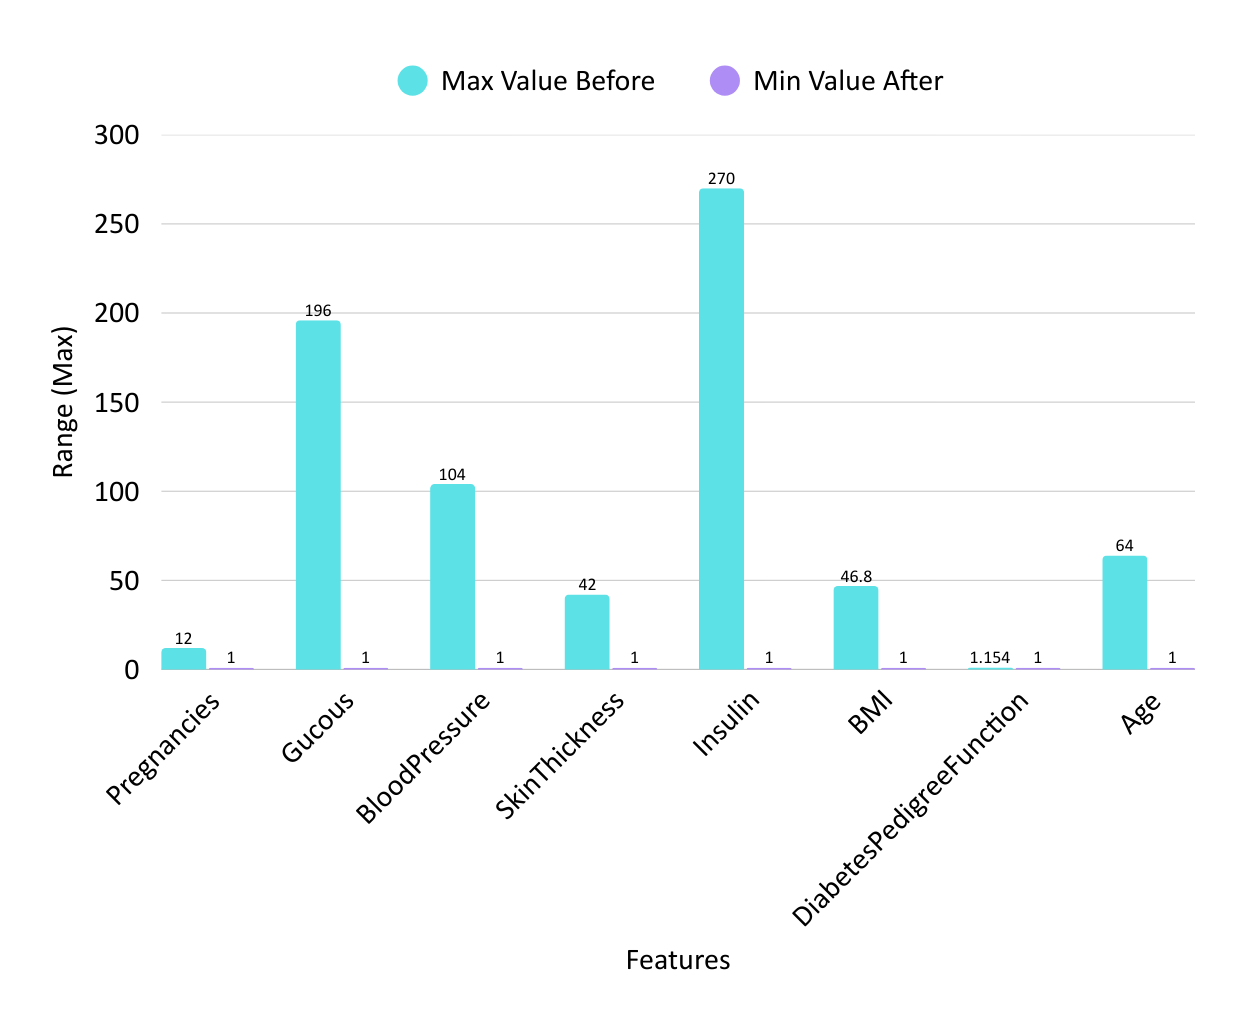 Max Value Before
Min Value After
300
250
200
150
100
50
0
Range (Max)
12
1
196
1
104
1
42
1
270
1
46.8
1
1.154
1
64
1
Pregnancies
Gucous
BloodPressure
SkinThickness
Insulin
BMI
DiabetesPedigreeFunction
Age
Features